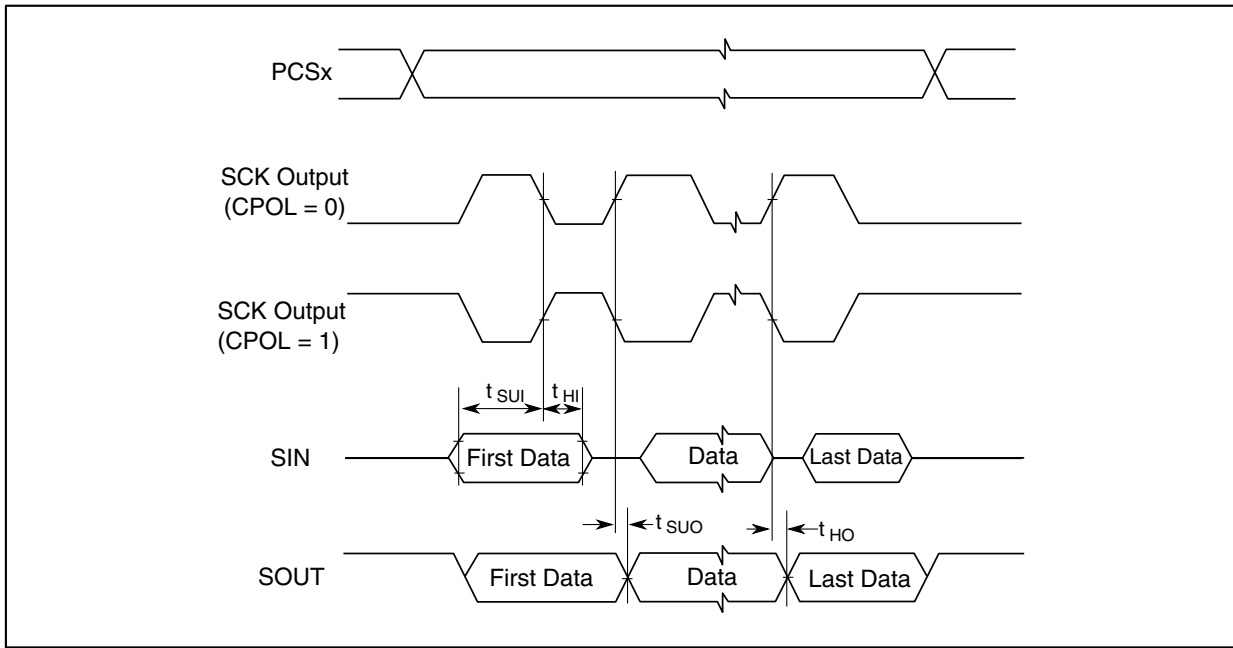 PCSx
SCK Output
(CPOL = 0)
SCK Output
(CPOL = 1)
t SUI
t HI
SIN
First Data
Data
Last Data
t SUO
t HO
SOUT
First Data
Data
Last Data